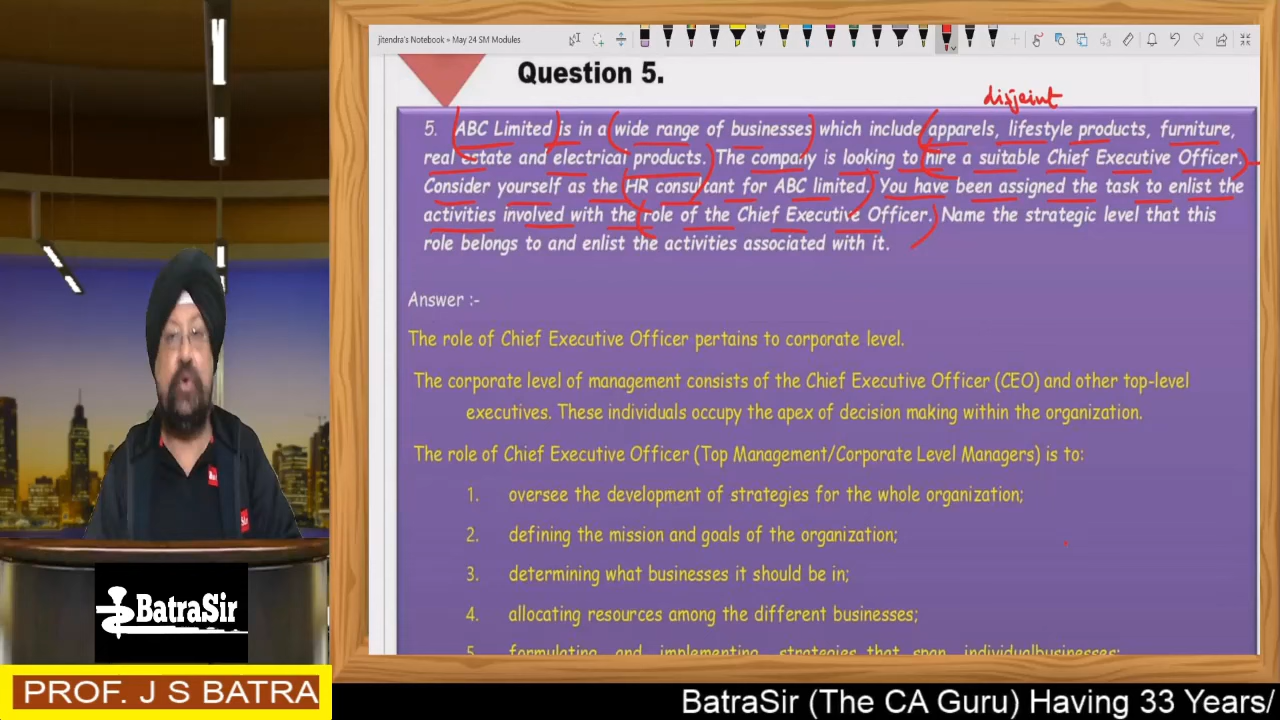 jitendra's Notebook » May 24 SM Modules
Question 5.
disjoint
5. ABC Limited is in a wide range of businesses which include apparels, lifestyle products, furniture,
real estate and electrical products. The company is looking to hire a suitable Chief Executive Officer.
Consider yourself as the HR consultant for ABC limited. You have been assigned the task to enlist the
activities involved with the role of the Chief Executive Officer. Name the strategic level that this
role belongs to and enlist the activities associated with it.
Answer :-
The role of Chief Executive Officer pertains to corporate level.
The corporate level of management consists of the Chief Executive Officer (CEO) and other top-level
executives. These individuals occupy the apex of decision making within the organization.
The role of Chief Executive Officer (Top Management/Corporate Level Managers) is to:
1. oversee the development of strategies for the whole organization;
2. defining the mission and goals of the organization;
3. determining what businesses it should be in;
4. allocating resources among the different businesses;
5. formulating and implementing strategies that span individualbusinesses;
BatraSir
PROF. J S BATRA
BatraSir (The CA Guru) Having 33 Years/